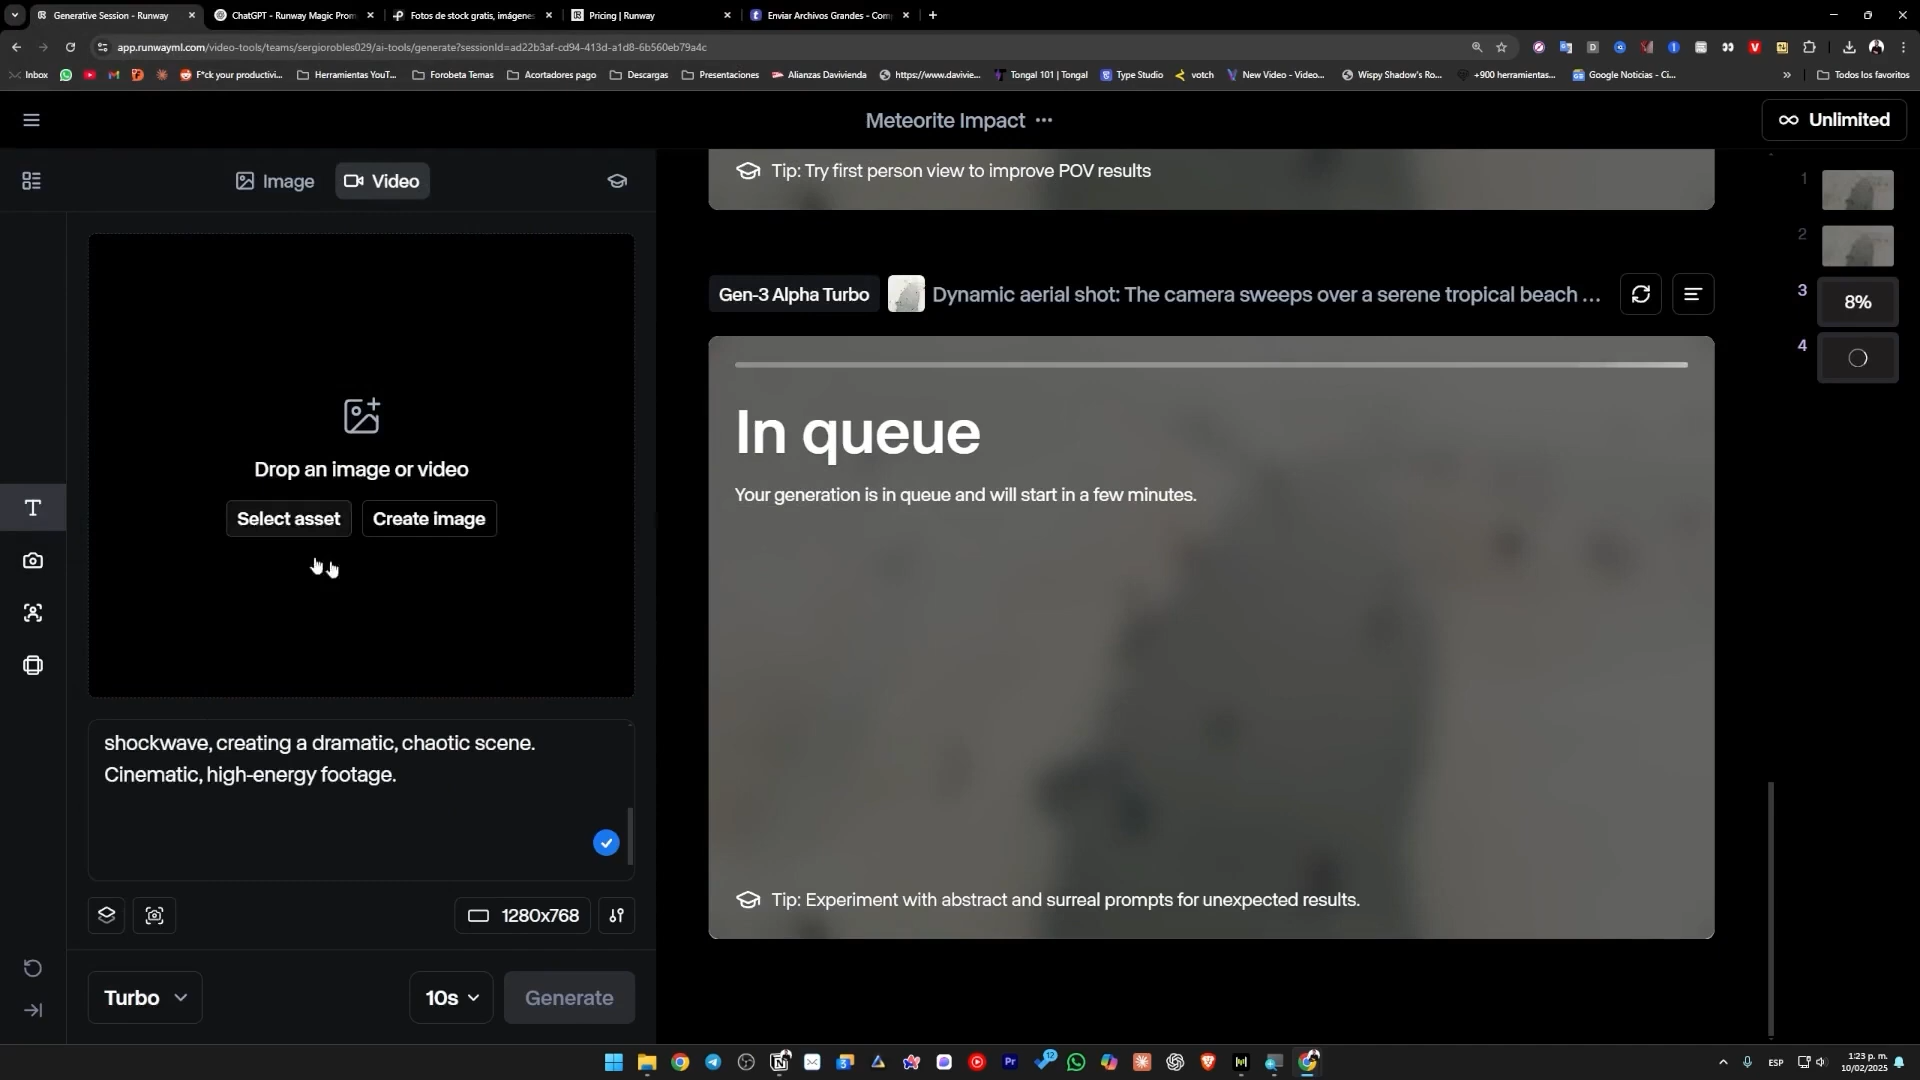 Generative Session - Runway
ChatGPT - Runway Magic Prom
Fotos de stock gratis, imágenes
Pricing | Runway
Enviar Archivos Grandes - Com
app.runwayml.com/video-tools/teams/sergiorobles029/ai-tools/generate?sessionId=ad22b3af-cd94-413d-a1d8-6b560eb79a4c
Inbox
F*ck your productivi...
Herramientas YouT...
Forobeta Temas
Acortadores pago
Descargas
Presentaciones
Alianzas Davivienda
https://www.davivie...
Tongal 101 | Tongal
Type Studio
votch
New Video - Video...
Wispy Shadow's Ro...
+900 herramientas...
Google Noticias - Ci...
Todos los favoritos
Meteorite Impact ···
Unlimited
Image
Video
Tip: Try first person view to improve POV results
1
2
3
8%
4
Gen-3 Alpha Turbo
Dynamic aerial shot: The camera sweeps over a serene tropical beach ...
In queue
Your generation is in queue and will start in a few minutes.
Drop an image or video
Select asset
Create image
T
shockwave, creating a dramatic, chaotic scene.
Cinematic, high-energy footage.
Tip: Experiment with abstract and surreal prompts for unexpected results.
1280x768
Turbo
10s
Generate
12
ESP
1:23 p. m.
10/02/2025